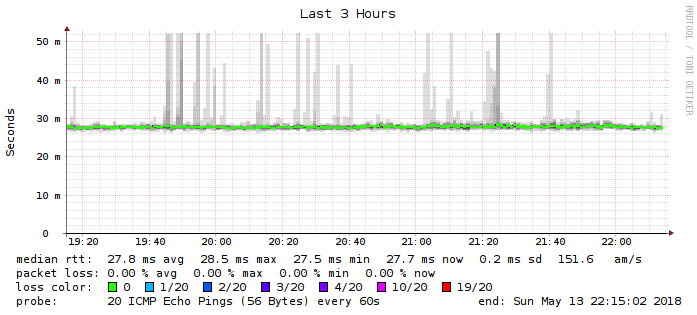 Last 3 Hours
RRDTOOL / TOBI OETIKER
Seconds
50 m
40 m
30 m
20 m
10 m
0
19:20 19:40 20:00 20:20 20:40 21:00 21:20 21:40 22:00
median rtt: 27.8 ms avg 28.5 ms max 27.5 ms min 27.7 ms now 0.2 ms sd 151.6 am/s
packet loss: 0.00 % avg 0.00 % max 0.00 % min 0.00 % now
loss color: 0 1/20 2/20 3/20 4/20 10/20 19/20
probe: 20 ICMP Echo Pings (56 Bytes) every 60s end: Sun May 13 22:15:02 2018